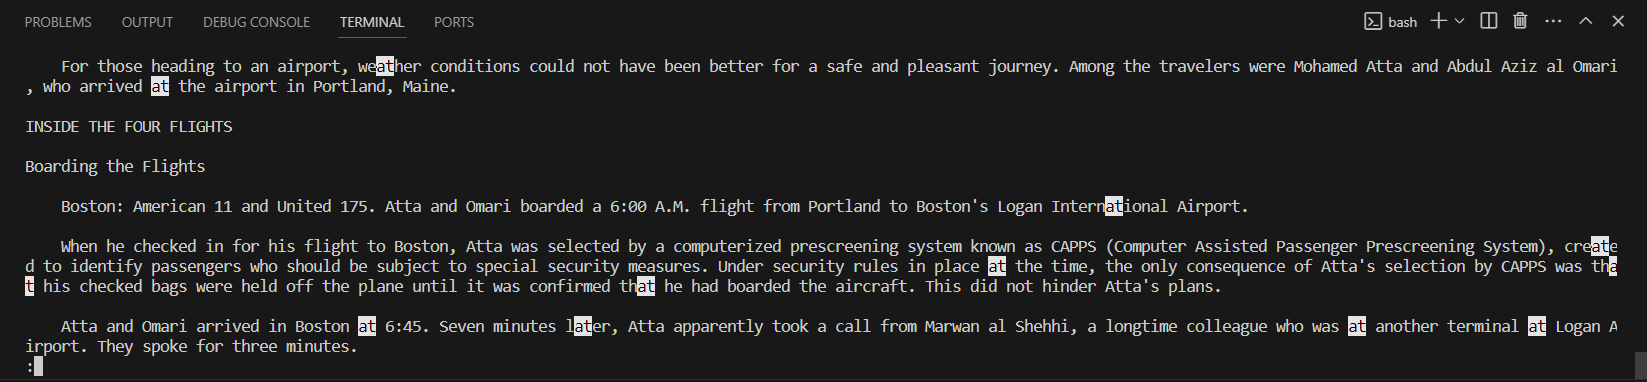 PROBLEMS OUTPUT DEBUG CONSOLE TERMINAL PORTS bash
For those heading to an airport, weather conditions could not have been better for a safe and pleasant journey. Among the travelers were Mohamed Atta and Abdul Aziz al Omari
, who arrived at the airport in Portland, Maine.
INSIDE THE FOUR FLIGHTS
Boarding the Flights
Boston: American 11 and United 175. Atta and Omari boarded a 6:00 A.M. flight from Portland to Boston's Logan International Airport.
When he checked in for his flight to Boston, Atta was selected by a computerized prescreening system known as CAPPS (Computer Assisted Passenger Prescreening System), create
d to identify passengers who should be subject to special security measures. Under security rules in place at the time, the only consequence of Atta's selection by CAPPS was tha
t his checked bags were held off the plane until it was confirmed that he had boarded the aircraft. This did not hinder Atta's plans.
Atta and Omari arrived in Boston at 6:45. Seven minutes later, Atta apparently took a call from Marwan al Shehhi, a longtime colleague who was at another terminal at Logan A
irport. They spoke for three minutes.
: